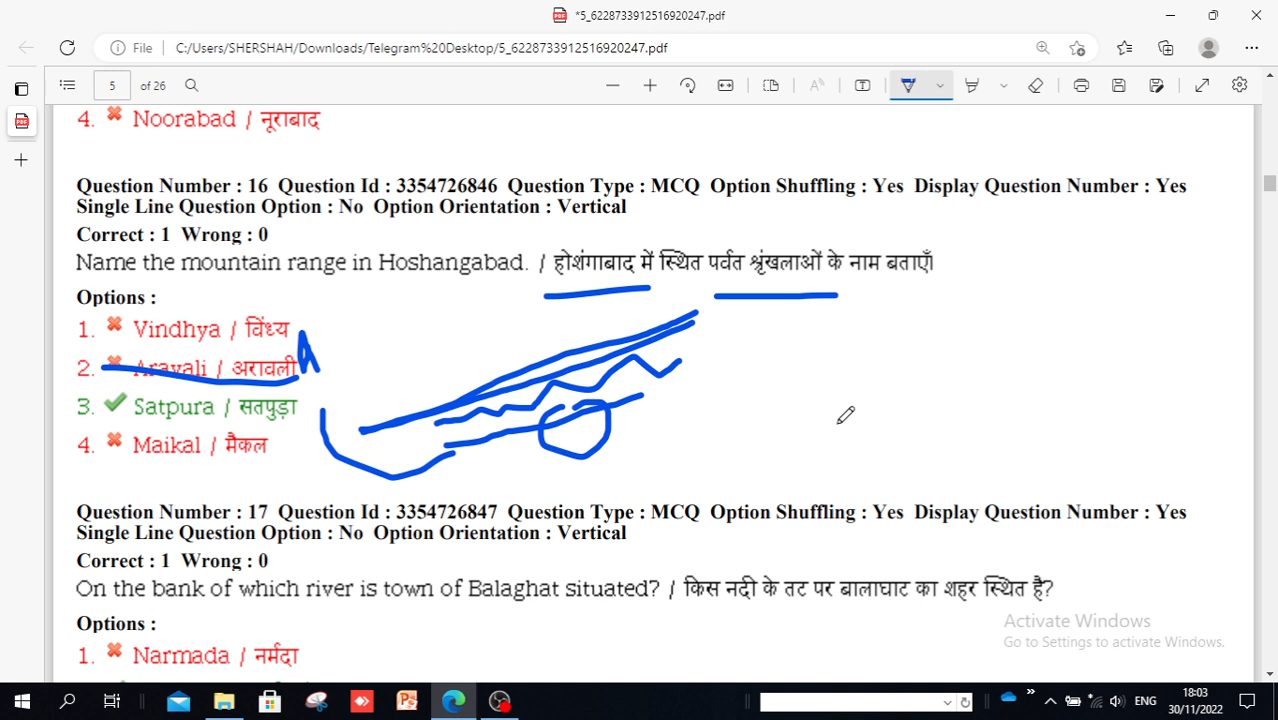 *5_6228733912516920247.pdf
File C:/Users/SHERSHAH/Downloads/Telegram%20Desktop/5_6228733912516920247.pdf
5 of 26
4. Noorabad / नूराबाद
Question Number : 16 Question Id : 3354726846 Question Type : MCQ Option Shuffling : Yes Display Question Number : Yes
Single Line Question Option : No Option Orientation : Vertical
Correct : 1 Wrong : 0
Name the mountain range in Hoshangabad. / होशंगाबाद में स्थित पर्वत श्रृंखलाओं के नाम बताएँ।
Options :
1. Vindhya / विंध्य
2. Aravali / अरावली
3. Satpura / सतपुड़ा
4. Maikal / मैकल
Question Number : 17 Question Id : 3354726847 Question Type : MCQ Option Shuffling : Yes Display Question Number : Yes
Single Line Question Option : No Option Orientation : Vertical
Correct : 1 Wrong : 0
On the bank of which river is town of Balaghat situated? / किस नदी के तट पर बालाघाट का शहर स्थित है?
Options :
1. Narmada / नर्मदा
Activate Windows
Go to Settings to activate Windows.
ENG
18:03
30/11/2022